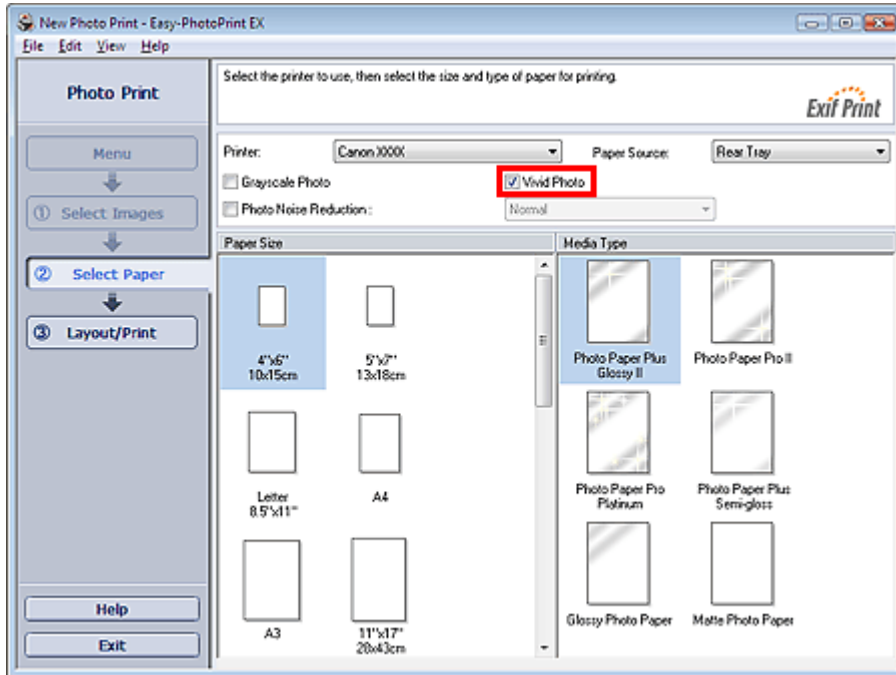 New Photo Print - Easy-PhotoPrint EX
File Edit View Help
Photo Print
Select the printer to use, then select the size and type of paper for printing.
Exif Print
Menu
Printer: Canon XXXX Paper Source: Rear Tray
Grayscale Photo Vivid Photo
① Select Images
Photo Noise Reduction : Normal
Paper Size Media Type
② Select Paper
③ Layout/Print
4"x6" 5"x7" Photo Paper Plus Photo Paper Pro II
10x15cm 13x18cm Glossy II
Letter A4 Photo Paper Pro Photo Paper Plus
8.5"x11" Platinum Semi-gloss
Help
A3 11"x17" Glossy Photo Paper Matte Photo Paper
28x43cm
Exit